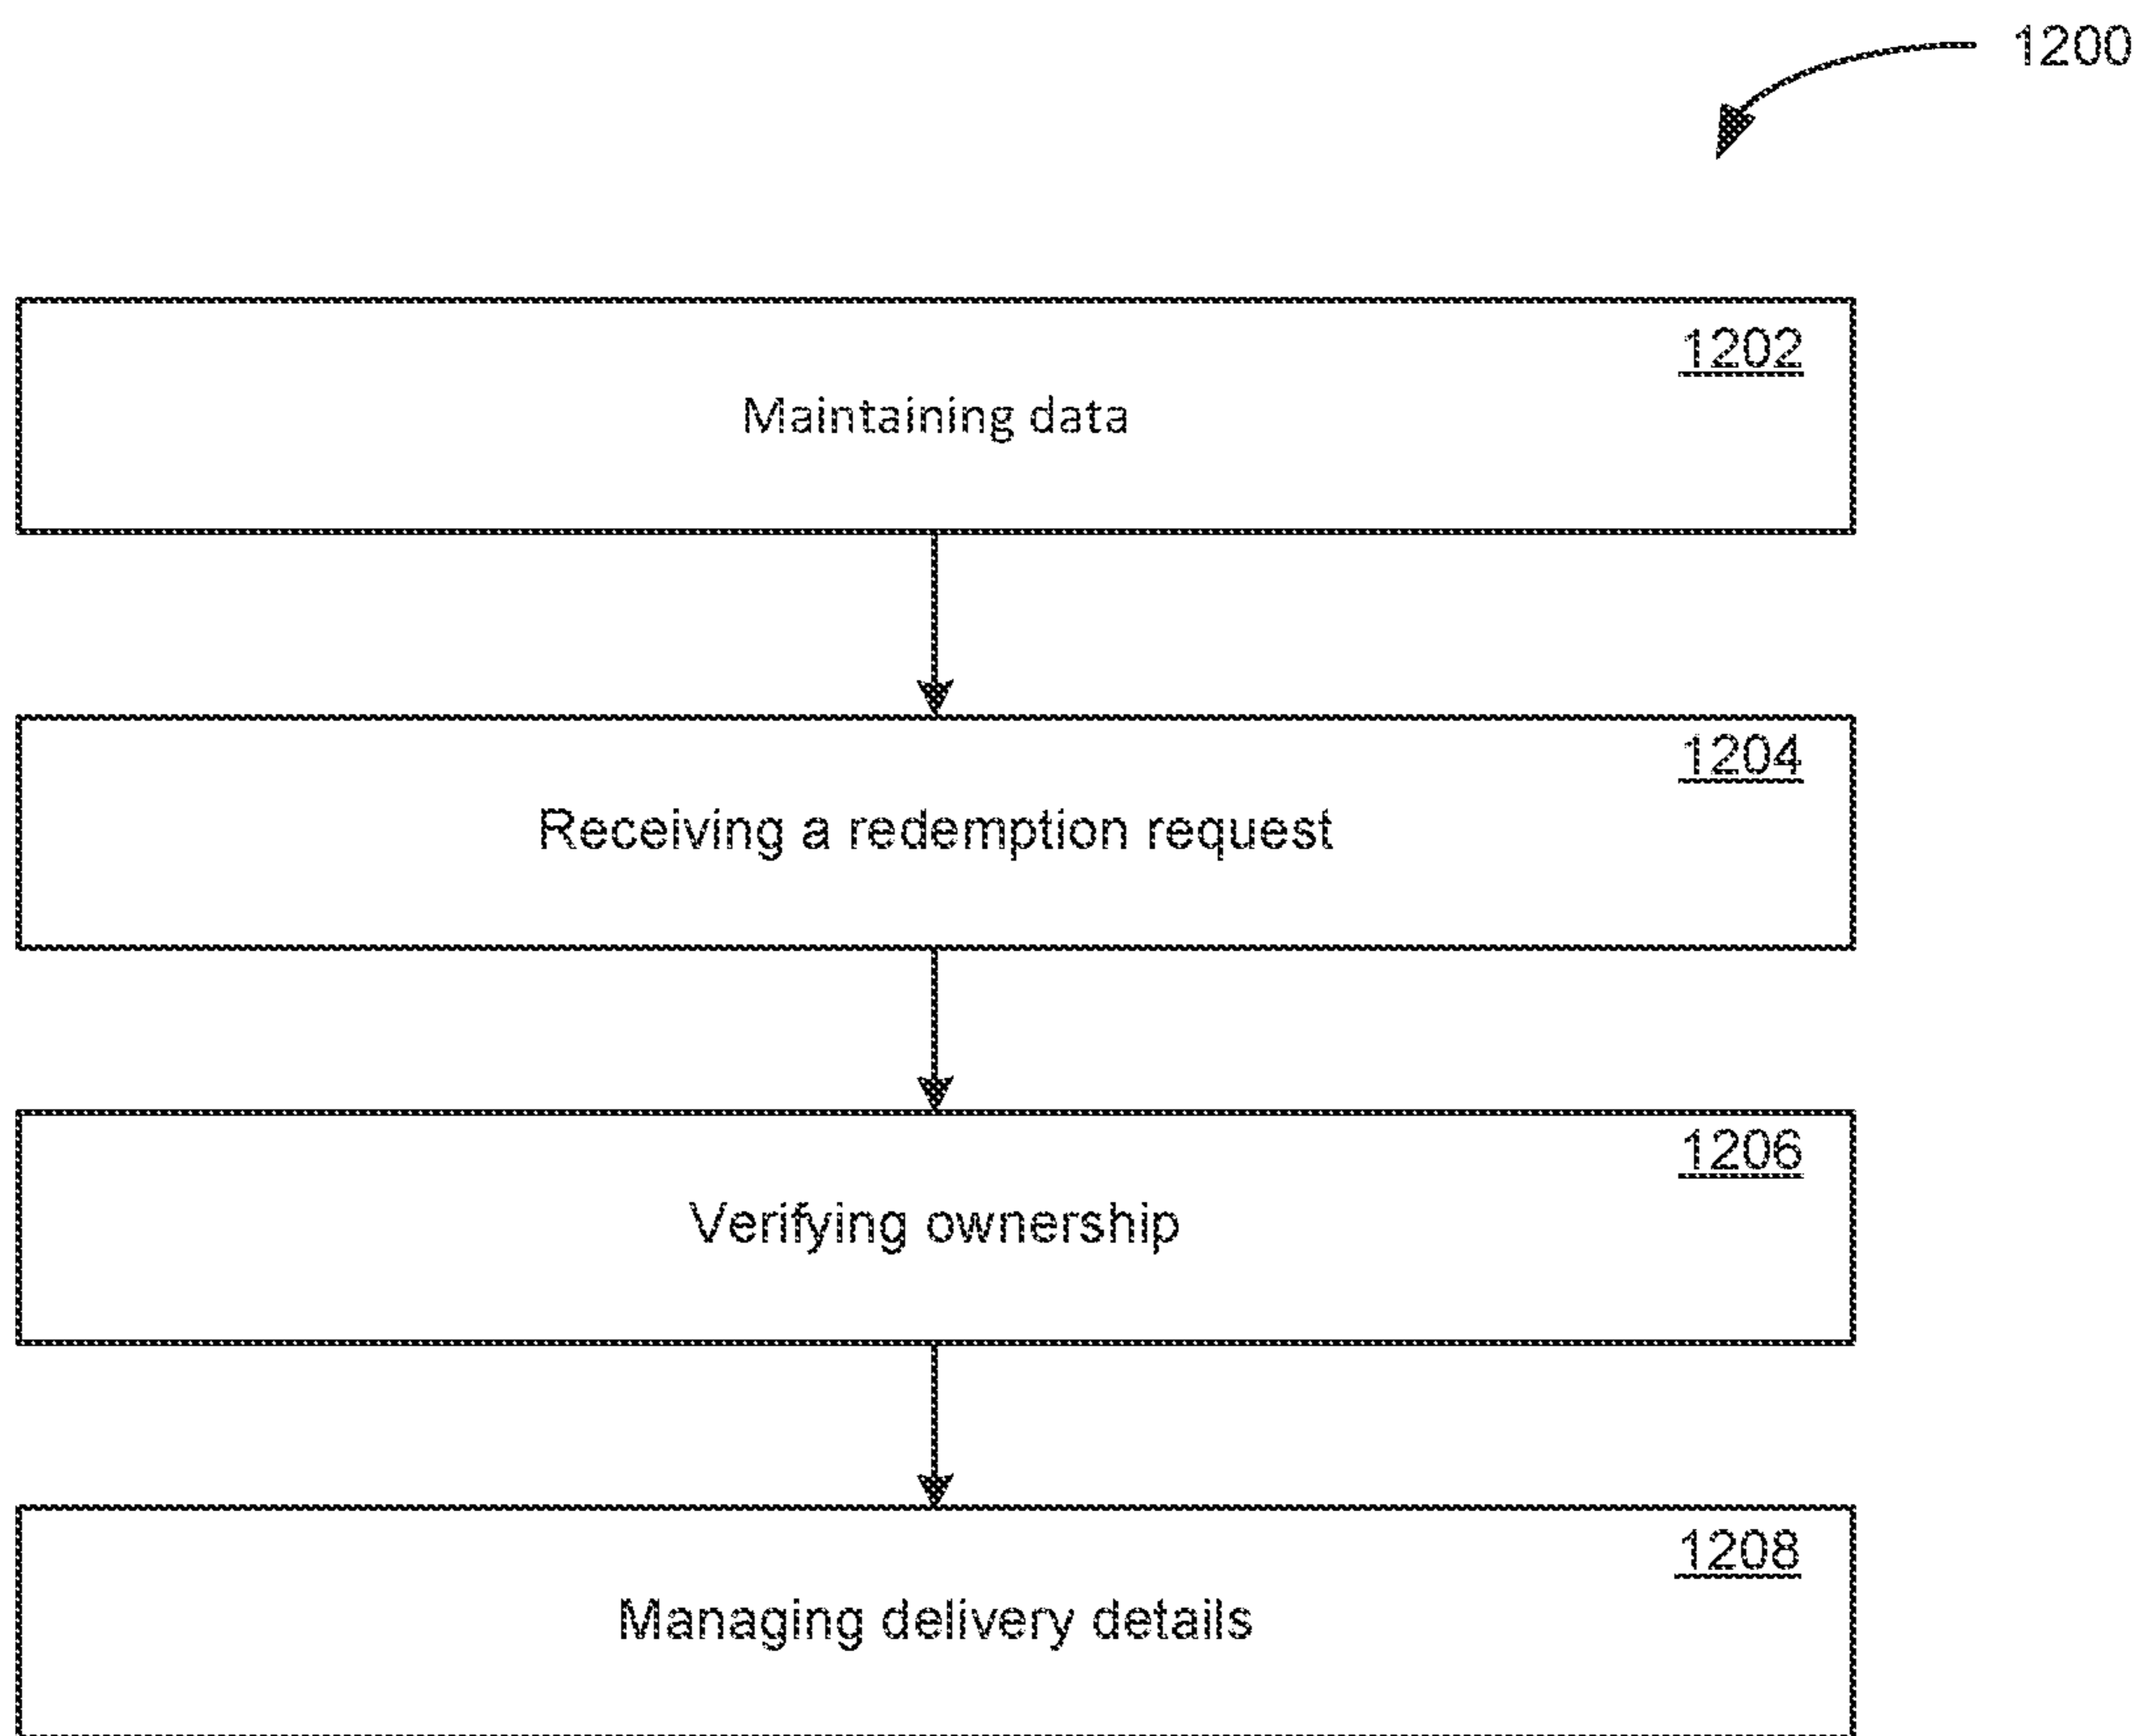 1200
1202
Maintaining data
1204
Receiving a redemption request
1206
Verifying ownership
1208
Managing delivery details